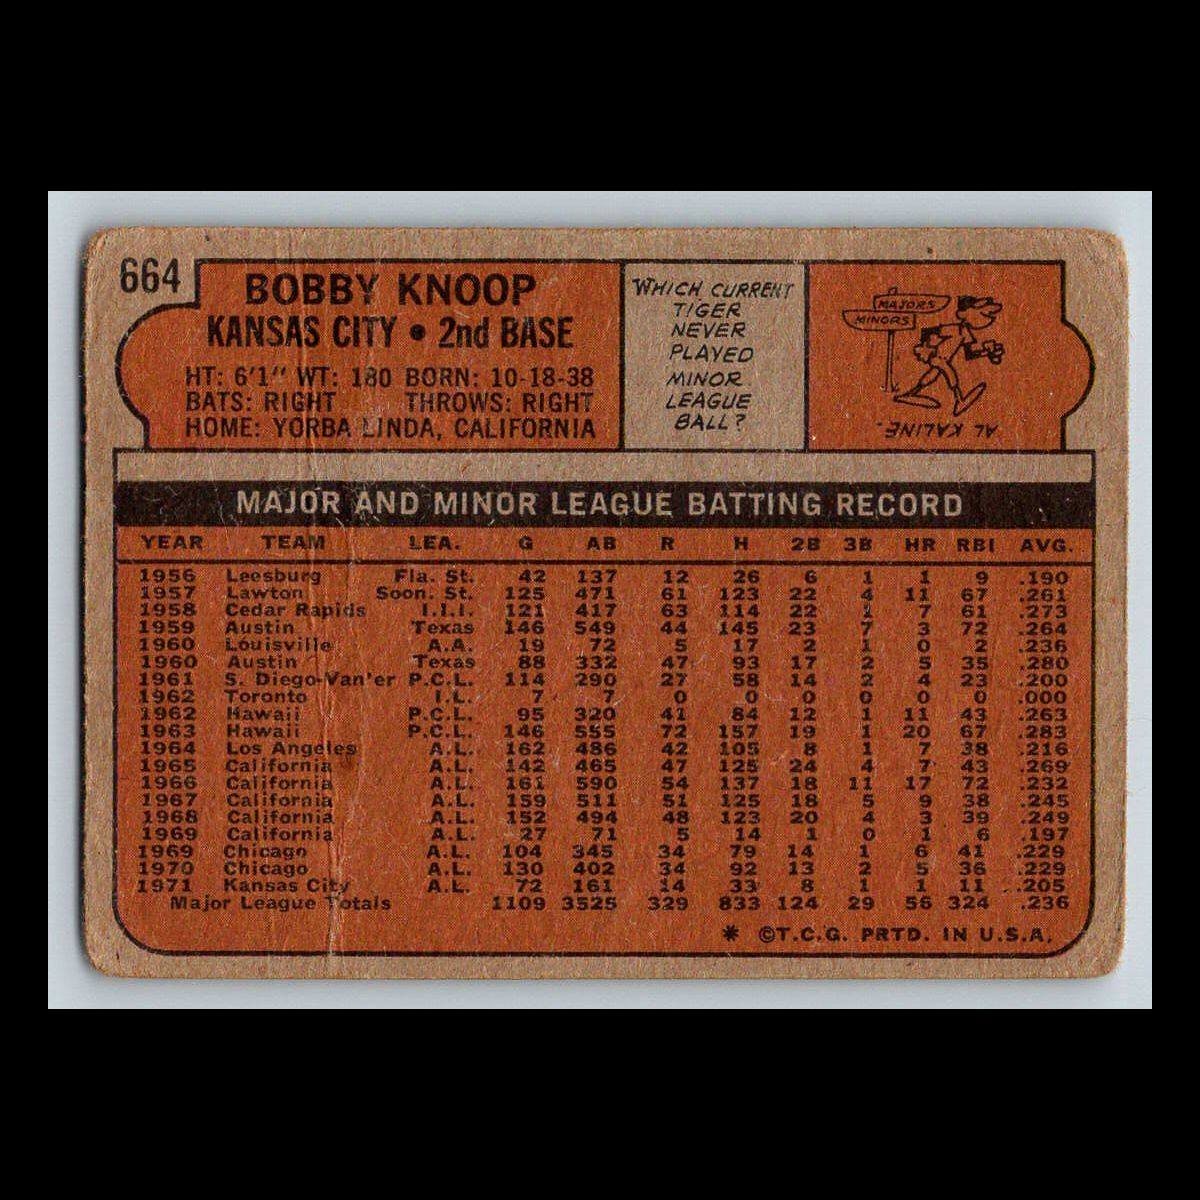 664
BOBBY KNOOP
KANSAS CITY • 2nd BASE
HT: 6'1" WT: 180 BORN: 10-18-38
BATS: RIGHT THROWS: RIGHT
HOME: YORBA LINDA, CALIFORNIA
WHICH CURRENT
TIGER
NEVER
PLAYED
MINOR
LEAGUE
BALL?
MAJORS
MINORS
AL KALINE.
MAJOR AND MINOR LEAGUE BATTING RECORD
YEAR TEAM LEA. G AB R H 2B 3B HR RBI AVG.
1956 Leesburg Fla. St. 42 137 12 26 6 1 1 9 .190
1957 Lawton Soon. St. 125 471 61 123 22 4 11 67 .261
1958 Cedar Rapids I.I.I. 121 417 63 114 22 1 7 61 .273
1959 Austin Texas 146 549 44 145 23 7 3 72 .264
1960 Louisville A.A. 19 72 5 17 2 1 0 2 .236
1960 Austin Texas 88 332 47 93 17 2 5 35 .280
1961 S. Diego-Van'er P.C.L. 114 290 27 58 14 2 4 23 .200
1962 Toronto I.L. 7 7 0 0 0 0 0 0 .000
1962 Hawaii P.C.L. 95 320 41 84 12 1 11 43 .263
1963 Hawaii P.C.L. 146 555 72 157 19 1 20 67 .283
1964 Los Angeles A.L. 162 486 42 105 8 1 7 38 .216
1965 California A.L. 142 465 47 125 24 4 7 43 .269
1966 California A.L. 161 590 54 137 18 11 17 72 .232
1967 California A.L. 159 511 51 125 18 5 9 38 .245
1968 California A.L. 152 494 48 123 20 4 3 39 .249
1969 California A.L. 27 71 5 14 1 0 1 6 .197
1969 Chicago A.L. 104 345 34 79 14 1 6 41 .229
1970 Chicago A.L. 130 402 34 92 13 2 5 36 .229
1971 Kansas City A.L. 72 161 14 33 8 1 1 11 .205
Major League Totals 1109 3525 329 833 124 29 56 324 .236
* ©T.C.G. PRTD. IN U.S.A.